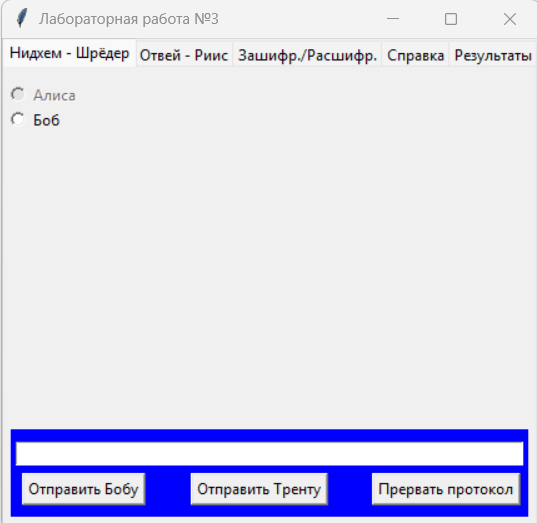 Лабораторная работа №3
Нидхем - Шрёдер Отвей - Риис Зашифр./Расшифр. Справка Результаты
Алиса
Боб
Отправить Бобу Отправить Тренту Прервать протокол